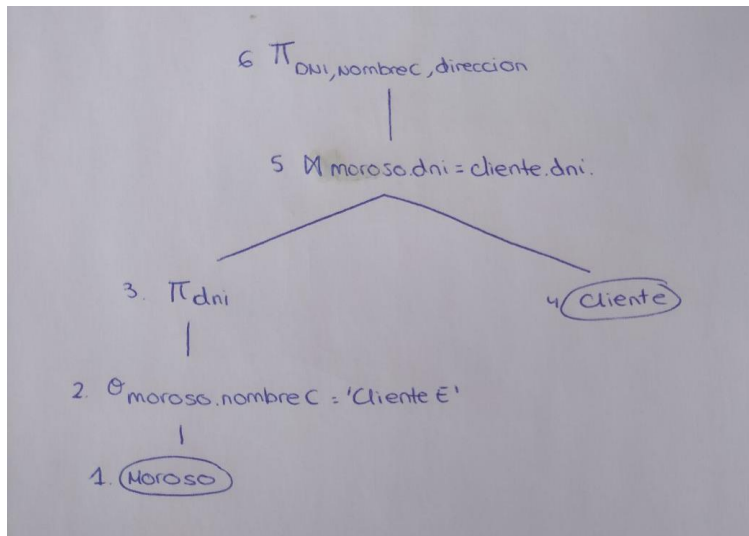 6 π DNI, nombreC, direccion
5 ⋈ moroso.dni = cliente.dni.
3. π dni
4 Cliente
2. σ moroso.nombreC = 'Cliente E'
1. Moroso